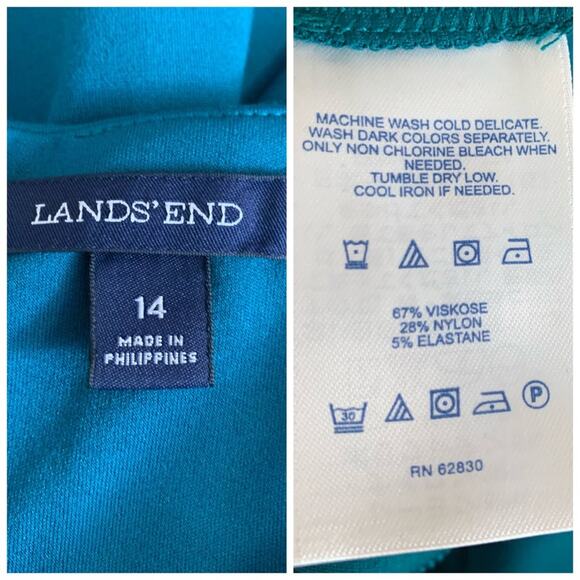 LANDS' END
14
MADE IN
PHILIPPINES
MACHINE WASH COLD DELICATE.
WASH DARK COLORS SEPARATELY.
ONLY NON CHLORINE BLEACH WHEN
NEEDED.
TUMBLE DRY LOW.
COOL IRON IF NEEDED.
67% VISKOSE
28% NYLON
5% ELASTANE
30 P
RN 62830